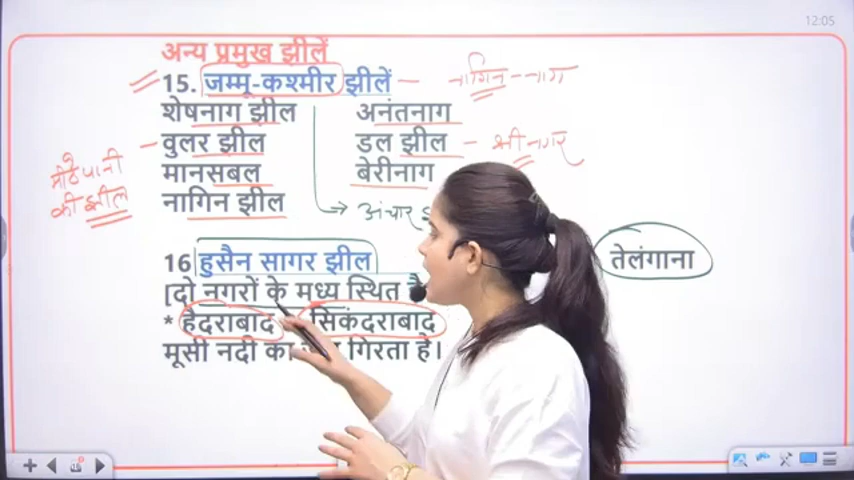 12:05
अन्य प्रमुख झीलें
15. जम्मू-कश्मीर झीलें – नागिन-नाग
शेषनाग झील अनंतनाग
वुलर झील डल झील – श्रीनगर
मीठे पानी की झील
मानसबल बेरीनाग
नागिन झील अंचार
16 हुसैन सागर झील तेलंगाना
[दो नगरों के मध्य स्थित
* हैदराबाद सिकंदराबाद
मूसी नदी का गिरता है।